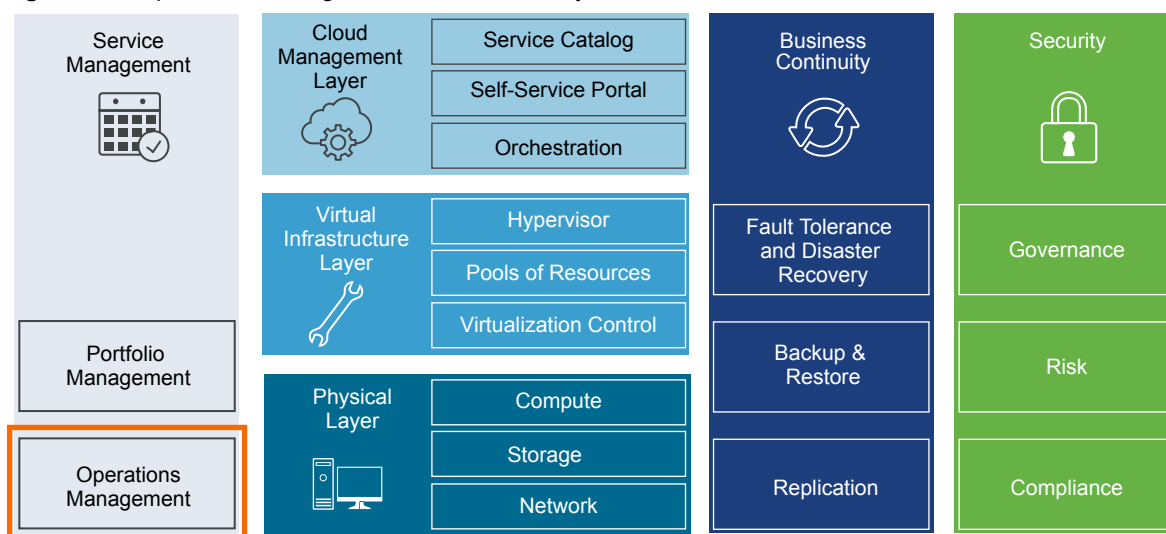 Service
Management
Portfolio
Management
Operations
Management
Cloud
Management
Layer
Service Catalog
Self-Service Portal
Orchestration
Virtual
Infrastructure
Layer
Hypervisor
Pools of Resources
Virtualization Control
Physical
Layer
Compute
Storage
Network
Business
Continuity
Fault Tolerance
and Disaster
Recovery
Backup &
Restore
Replication
Security
Governance
Risk
Compliance